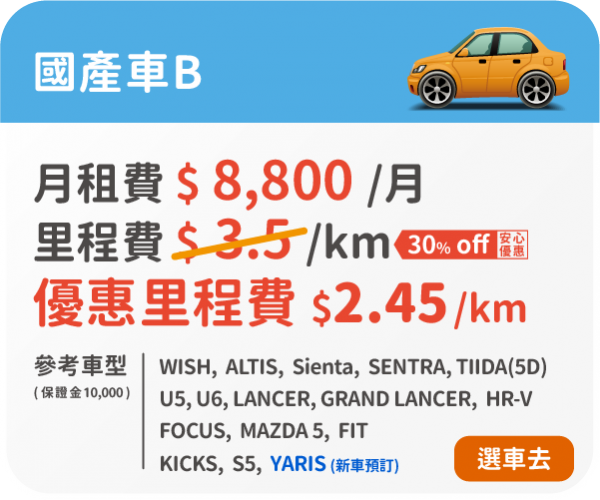 國產車B
月租費 $ 8,800 /月
里程費 $ 3.5 /km 30% off 安心優惠
優惠里程費 $2.45 /km
參考車型
( 保證金10,000 )
WISH, ALTIS, Sienta, SENTRA, TIIDA(5D)
U5, U6, LANCER, GRAND LANCER, HR-V
FOCUS, MAZDA 5, FIT
KICKS, S5, YARIS (新車預訂)
選車去